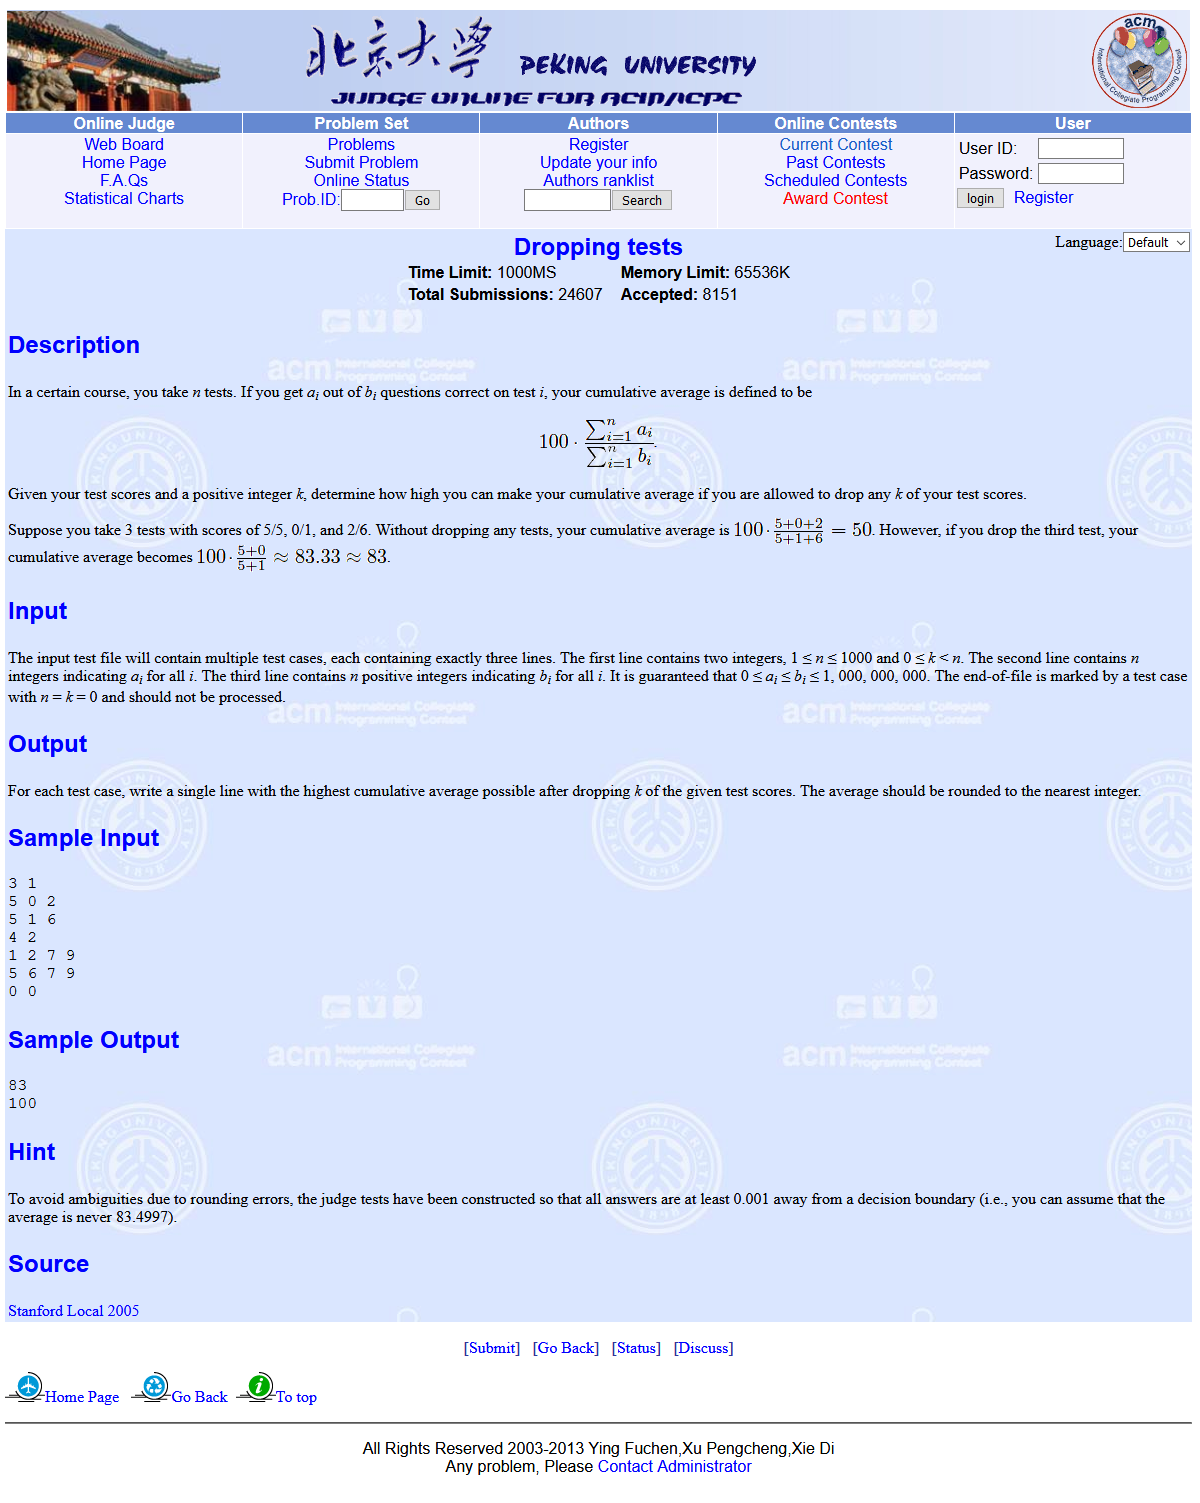 北京大學 PEKING UNIVERSITY
JUDGE ONLINE FOR ACM/ICPC
acm
International Collegiate Programming Contest
Online Judge Problem Set Authors Online Contests User
Web Board Problems Register Current Contest User ID:
Home Page Submit Problem Update your info Past Contests Password:
F.A.Qs Online Status Authors ranklist Scheduled Contests
Statistical Charts Prob.ID: Go Search Award Contest login Register
Dropping tests Language: Default
Time Limit: 1000MS Memory Limit: 65536K
Total Submissions: 24607 Accepted: 8151
Description
In a certain course, you take n tests. If you get a_i out of b_i questions correct on test i, your cumulative average is defined to be
100 · \frac{\sum_{i=1}^{n} a_i}{\sum_{i=1}^{n} b_i}.
Given your test scores and a positive integer k, determine how high you can make your cumulative average if you are allowed to drop any k of your test scores.
Suppose you take 3 tests with scores of 5/5, 0/1, and 2/6. Without dropping any tests, your cumulative average is 100 · \frac{5+0+2}{5+1+6} = 50. However, if you drop the third test, your
cumulative average becomes 100 · \frac{5+0}{5+1} ≈ 83.33 ≈ 83.
Input
The input test file will contain multiple test cases, each containing exactly three lines. The first line contains two integers, 1 ≤ n ≤ 1000 and 0 ≤ k < n. The second line contains n
integers indicating a_i for all i. The third line contains n positive integers indicating b_i for all i. It is guaranteed that 0 ≤ a_i ≤ b_i ≤ 1, 000, 000, 000. The end-of-file is marked by a test case
with n = k = 0 and should not be processed.
Output
For each test case, write a single line with the highest cumulative average possible after dropping k of the given test scores. The average should be rounded to the nearest integer.
Sample Input
3 1
5 0 2
5 1 6
4 2
1 2 7 9
5 6 7 9
0 0
Sample Output
83
100
Hint
To avoid ambiguities due to rounding errors, the judge tests have been constructed so that all answers are at least 0.001 away from a decision boundary (i.e., you can assume that the
average is never 83.4997).
Source
Stanford Local 2005
[Submit] [Go Back] [Status] [Discuss]
Home Page Go Back To top
All Rights Reserved 2003-2013 Ying Fuchen,Xu Pengcheng,Xie Di
Any problem, Please Contact Administrator